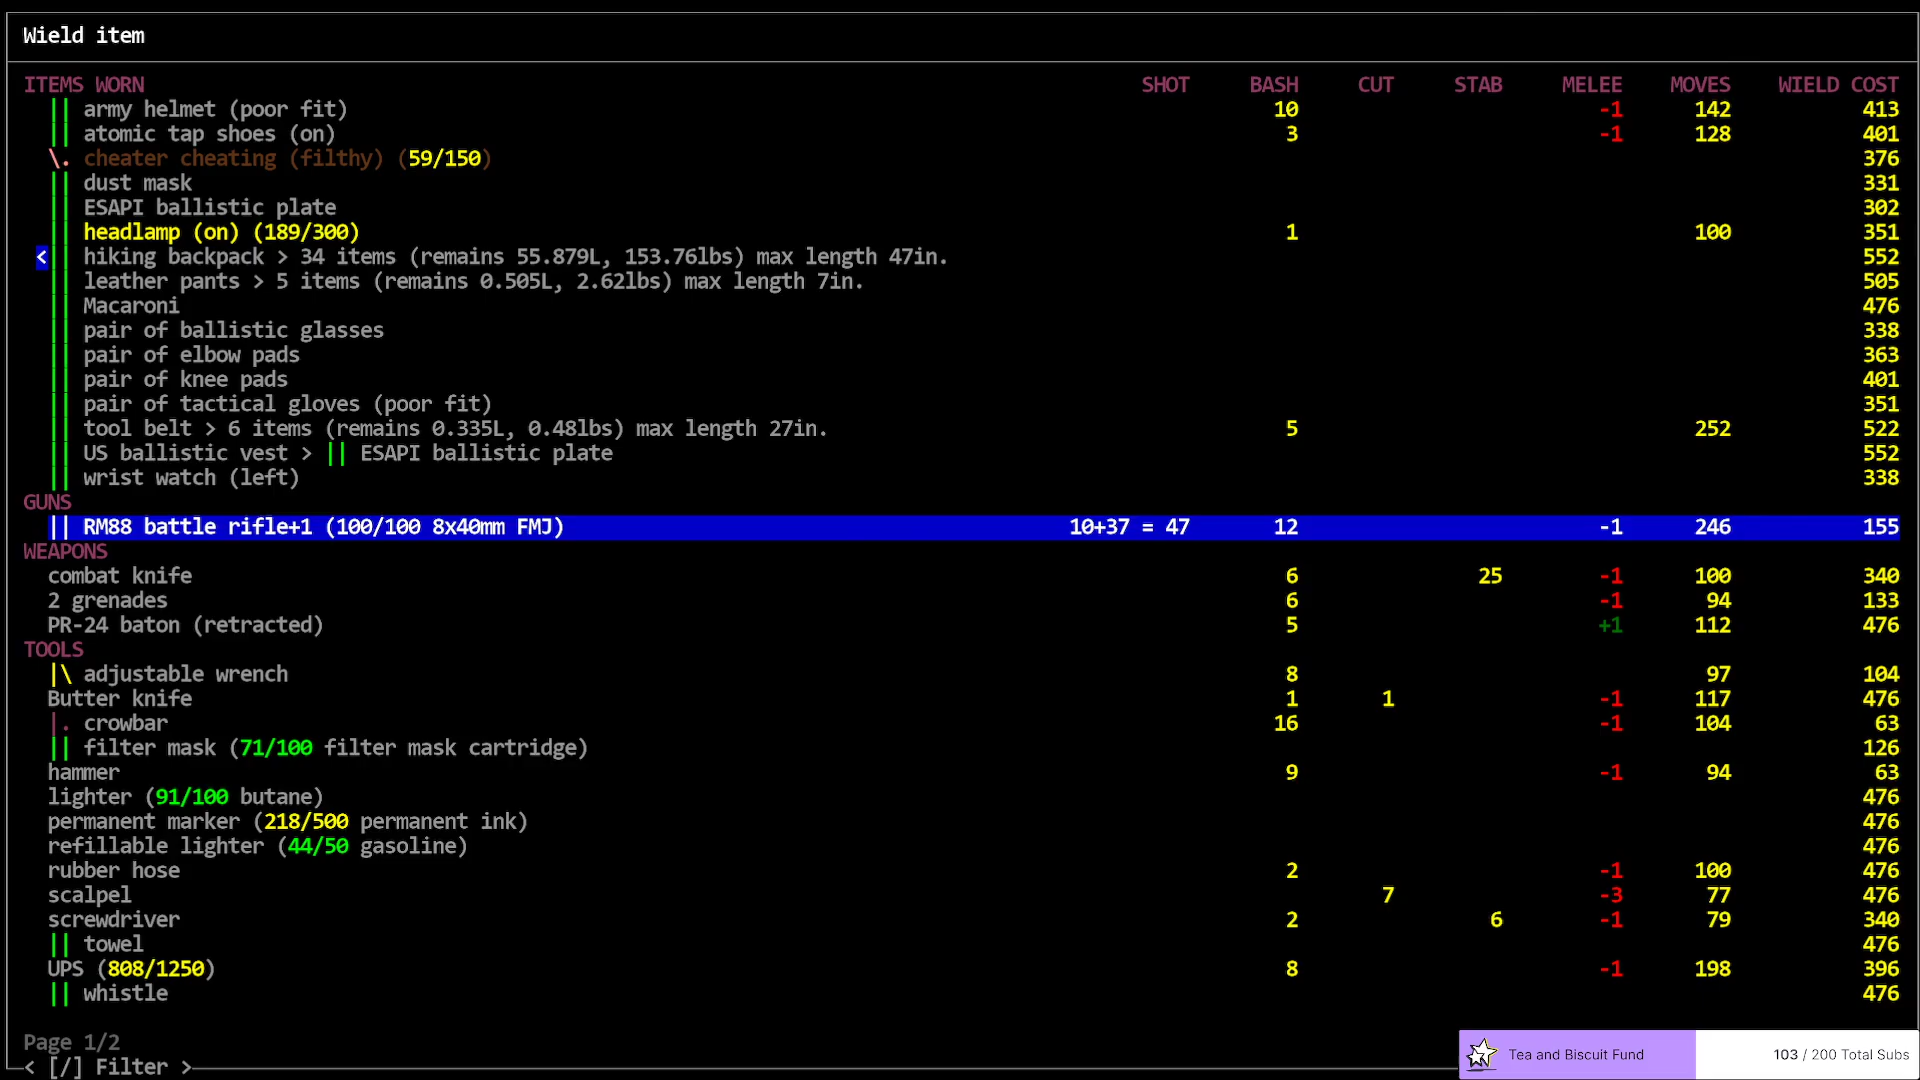 Wield item
ITEMS WORN SHOT BASH CUT STAB MELEE MOVES WIELD COST
|| army helmet (poor fit) 10 -1 142 413
|| atomic tap shoes (on) 3 -1 128 401
\. cheater cheating (filthy) (59/150) 376
|| dust mask 331
|| ESAPI ballistic plate 302
|| headlamp (on) (189/300) 1 100 351
< || hiking backpack > 34 items (remains 55.879L, 153.76lbs) max length 47in. 552
|| leather pants > 5 items (remains 0.505L, 2.62lbs) max length 7in. 505
|| Macaroni 476
|| pair of ballistic glasses 338
|| pair of elbow pads 363
|| pair of knee pads 401
|| pair of tactical gloves (poor fit) 351
|| tool belt > 6 items (remains 0.335L, 0.48lbs) max length 27in. 5 252 522
|| US ballistic vest > || ESAPI ballistic plate 552
|| wrist watch (left) 338
GUNS
|| RM88 battle rifle+1 (100/100 8x40mm FMJ) 10+37 = 47 12 -1 246 155
WEAPONS
combat knife 6 25 -1 100 340
2 grenades 6 -1 94 133
PR-24 baton (retracted) 5 +1 112 476
TOOLS
|\ adjustable wrench 8 97 104
Butter knife 1 1 -1 117 476
|. crowbar 16 -1 104 63
|| filter mask (71/100 filter mask cartridge) 126
hammer 9 -1 94 63
lighter (91/100 butane) 476
permanent marker (218/500 permanent ink) 476
refillable lighter (44/50 gasoline) 476
rubber hose 2 -1 100 476
scalpel 7 -3 77 476
screwdriver 2 6 -1 79 340
|| towel 476
UPS (808/1250) 8 -1 198 396
|| whistle 476
Page 1/2
< [/] Filter >
Tea and Biscuit Fund 103 / 200 Total Subs